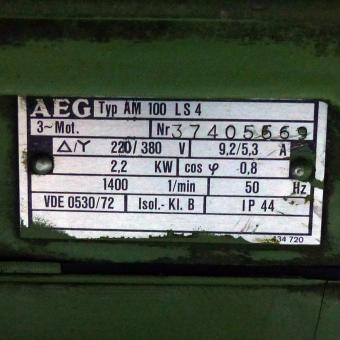 AEG Typ AM 100 LS 4
3~ Mot. Nr 37405669
Δ/Y 220/380 V 9,2/5,3 A
2,2 KW cos φ 0,8
1400 1/min 50 Hz
VDE 0530/72 Isol.- Kl. B IP 44
434 720